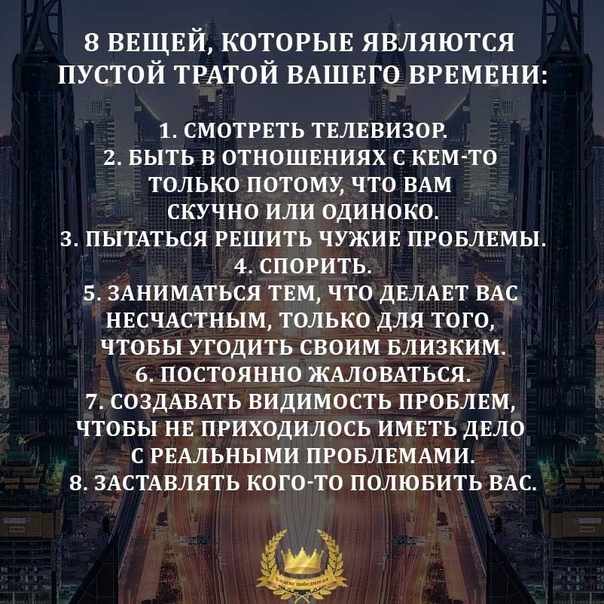 8 ВЕЩЕЙ, КОТОРЫЕ ЯВЛЯЮТСЯ
ПУСТОЙ ТРАТОЙ ВАШЕГО ВРЕМЕНИ:
1. СМОТРЕТЬ ТЕЛЕВИЗОР.
2. БЫТЬ В ОТНОШЕНИЯХ С КЕМ-ТО
ТОЛЬКО ПОТОМУ, ЧТО ВАМ
СКУЧНО ИЛИ ОДИНОКО.
3. ПЫТАТЬСЯ РЕШИТЬ ЧУЖИЕ ПРОБЛЕМЫ.
4. СПОРИТЬ.
5. ЗАНИМАТЬСЯ ТЕМ, ЧТО ДЕЛАЕТ ВАС
НЕСЧАСТНЫМ, ТОЛЬКО ДЛЯ ТОГО,
ЧТОБЫ УГОДИТЬ СВОИМ БЛИЗКИМ.
6. ПОСТОЯННО ЖАЛОВАТЬСЯ.
7. СОЗДАВАТЬ ВИДИМОСТЬ ПРОБЛЕМ,
ЧТОБЫ НЕ ПРИХОДИЛОСЬ ИМЕТЬ ДЕЛО
С РЕАЛЬНЫМИ ПРОБЛЕМАМИ.
8. ЗАСТАВЛЯТЬ КОГО-ТО ПОЛЮБИТЬ ВАС.
Кодекс победителя